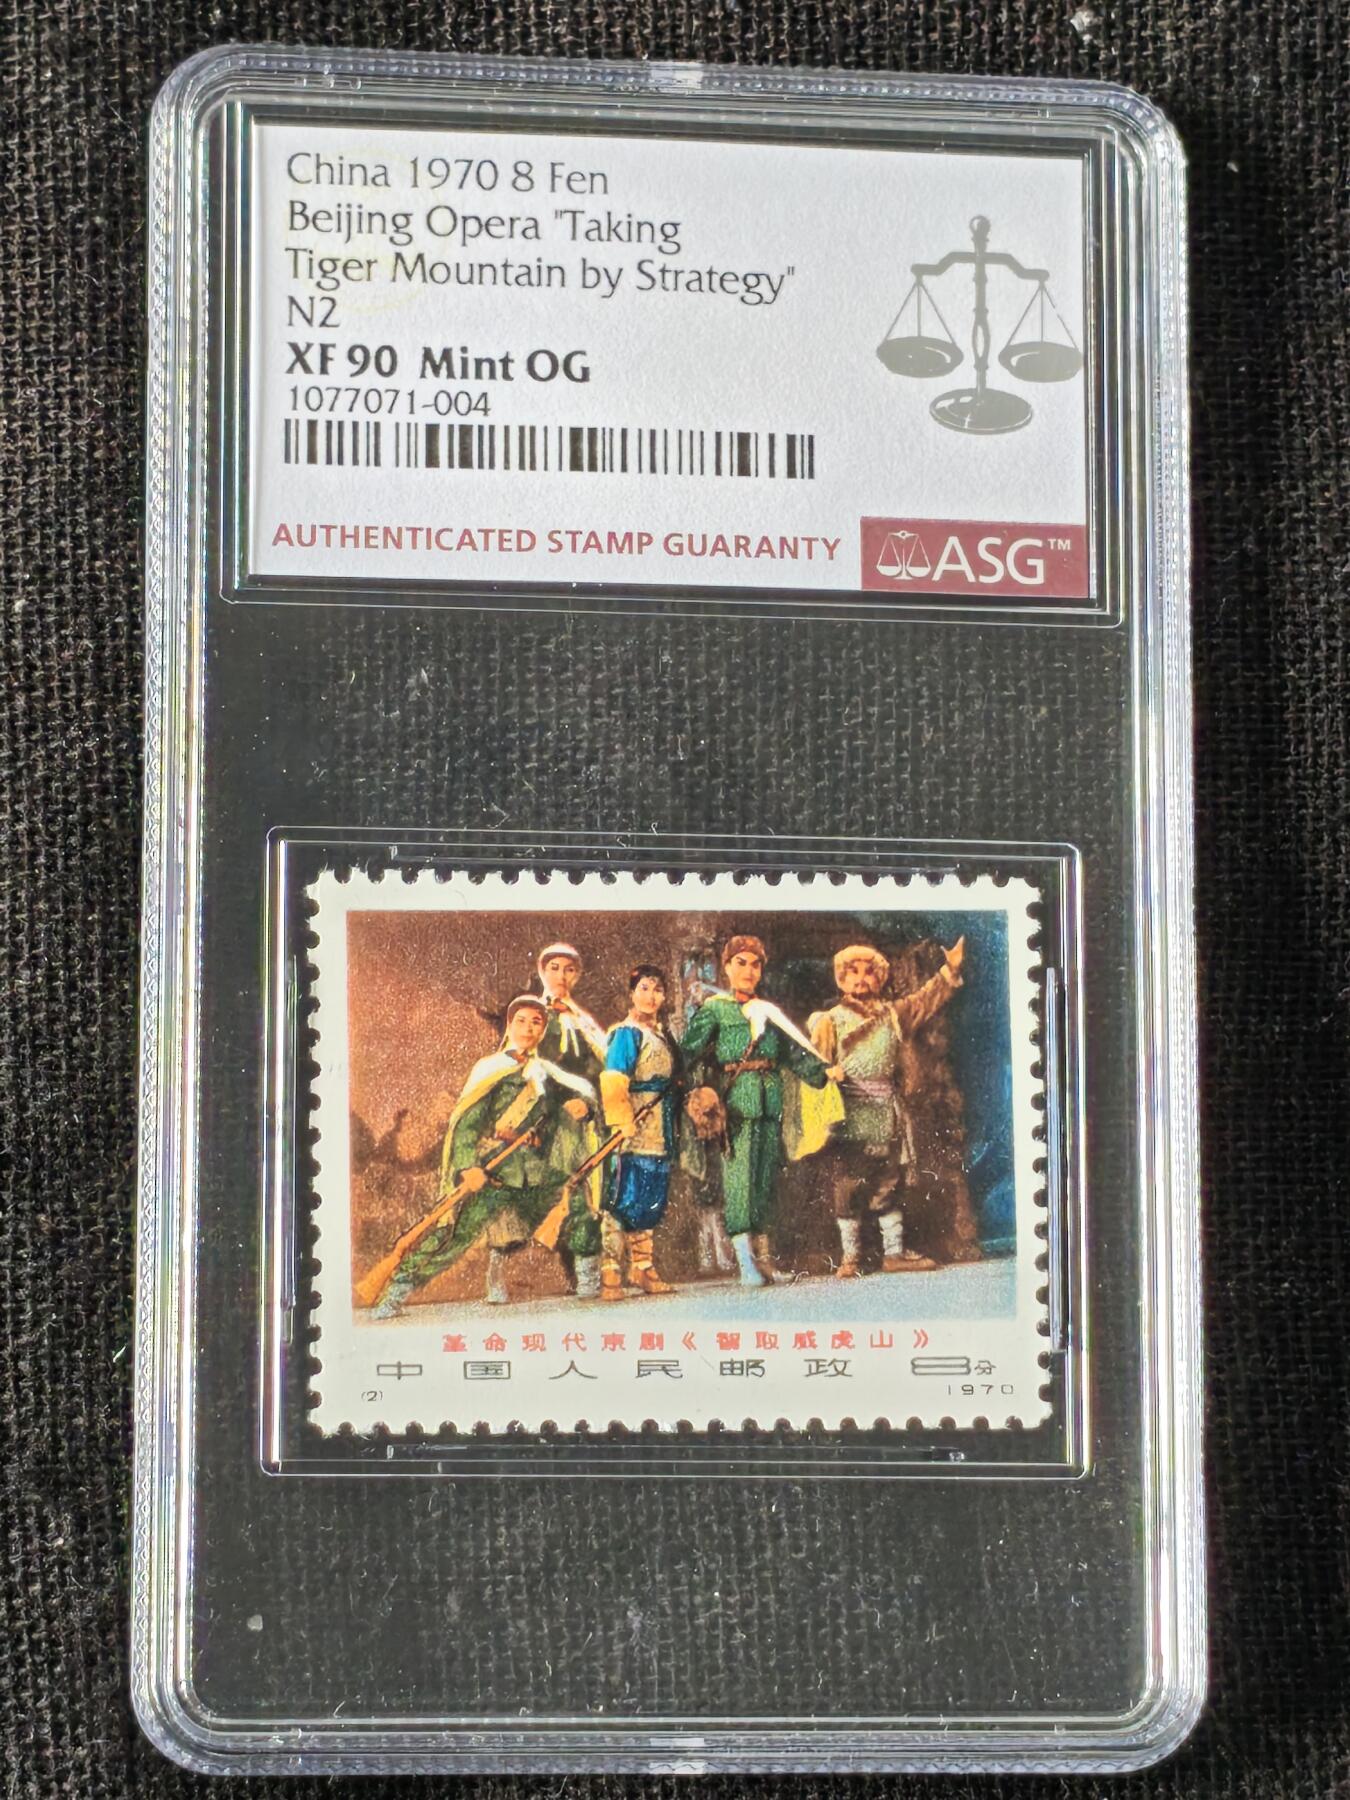 China 1970 8 Fen
Beijing Opera "Taking
Tiger Mountain by Strategy"
N2
XF 90 Mint OG
1077071-004
AUTHENTICATED STAMP GUARANTY
ASG™
革命现代京剧《智取威虎山》
中国人民邮政 8分
(2) 1970